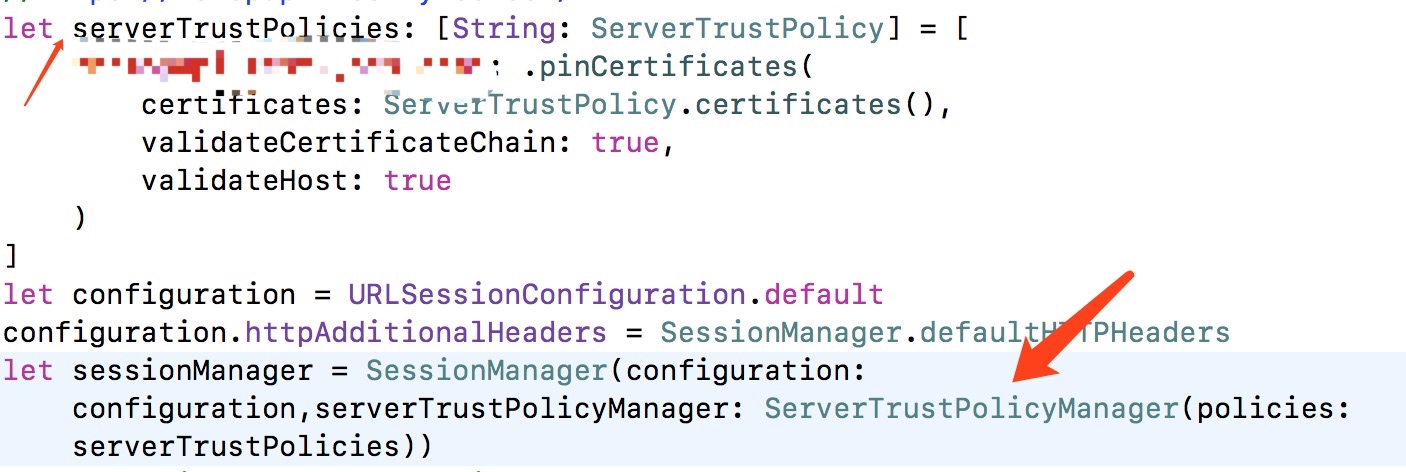 let serverTrustPolicies: [String: ServerTrustPolicy] = [
: .pinCertificates(
certificates: ServerTrustPolicy.certificates(),
validateCertificateChain: true,
validateHost: true
)
]
let configuration = URLSessionConfiguration.default
configuration.httpAdditionalHeaders = SessionManager.defaultHTTPHeaders
let sessionManager = SessionManager(configuration:
configuration,serverTrustPolicyManager: ServerTrustPolicyManager(policies:
serverTrustPolicies))